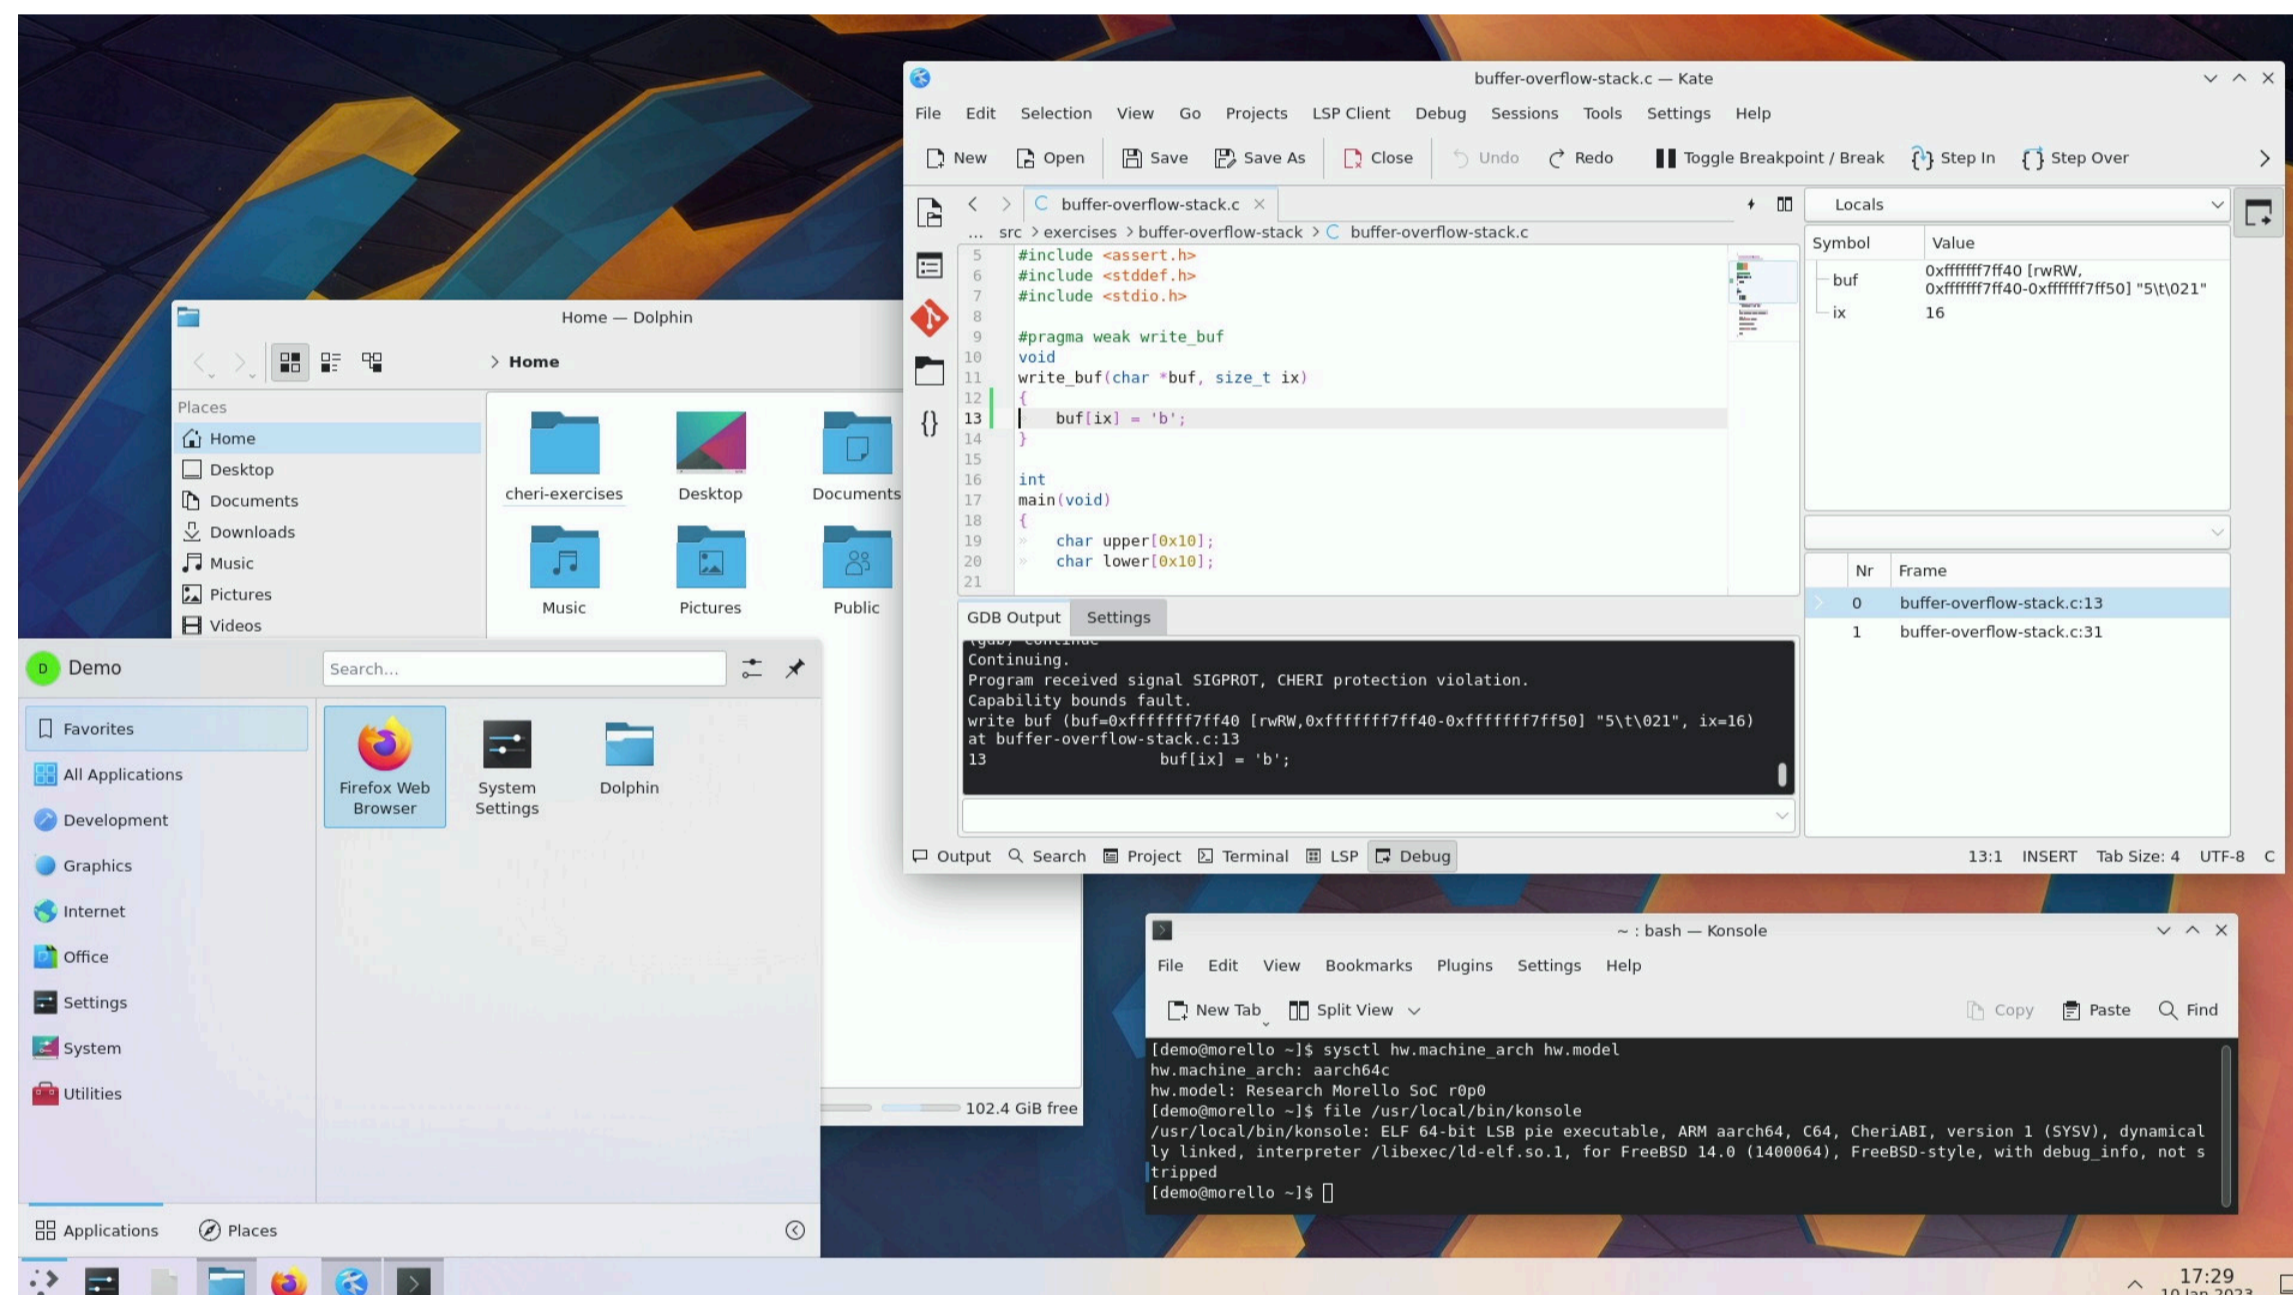 buffer-overflow-stack.c — Kate
File Edit Selection View Go Projects LSP Client Debug Sessions Tools Settings Help
New Open Save Save As Close Undo Redo Toggle Breakpoint / Break Step In Step Over
buffer-overflow-stack.c
... src > exercises > buffer-overflow-stack > C buffer-overflow-stack.c
5 #include <assert.h>
6 #include <stddef.h>
7 #include <stdio.h>
8
9 #pragma weak write_buf
10 void
11 write_buf(char *buf, size_t ix)
12 {
13 buf[ix] = 'b';
14 }
15
16 int
17 main(void)
18 {
19 char upper[0x10];
20 char lower[0x10];
21
Locals
Symbol Value
buf 0xfffffff7ff40 [rwRW,
0xfffffff7ff40-0xfffffff7ff50] "5\t\021"
ix 16
Nr Frame
0 buffer-overflow-stack.c:13
1 buffer-overflow-stack.c:31
GDB Output Settings
(gdb) continue
Continuing.
Program received signal SIGPROT, CHERI protection violation.
Capability bounds fault.
write buf (buf=0xfffffff7ff40 [rwRW,0xfffffff7ff40-0xfffffff7ff50] "5\t\021", ix=16)
at buffer-overflow-stack.c:13
13 buf[ix] = 'b';
Output Search Project Terminal LSP Debug
13:1 INSERT Tab Size: 4 UTF-8 C
Home — Dolphin
> Home
Places
Home
Desktop
Documents
Downloads
Music
Pictures
Videos
cheri-exercises Desktop Documents
Music Pictures Public
102.4 GiB free
D Demo
Search...
Favorites
All Applications
Development
Graphics
Internet
Office
Settings
System
Utilities
Firefox Web
Browser
System
Settings
Dolphin
Applications Places
~ : bash — Konsole
File Edit View Bookmarks Plugins Settings Help
New Tab Split View Copy Paste Find
[demo@morello ~]$ sysctl hw.machine_arch hw.model
hw.machine_arch: aarch64c
hw.model: Research Morello SoC r0p0
[demo@morello ~]$ file /usr/local/bin/konsole
/usr/local/bin/konsole: ELF 64-bit LSB pie executable, ARM aarch64, C64, CheriABI, version 1 (SYSV), dynamical
ly linked, interpreter /libexec/ld-elf.so.1, for FreeBSD 14.0 (1400064), FreeBSD-style, with debug_info, not s
tripped
[demo@morello ~]$
17:29
10 Jan 2023